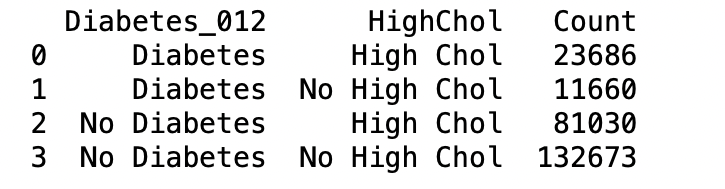 Diabetes_012 HighChol Count
0 Diabetes High Chol 23686
1 Diabetes No High Chol 11660
2 No Diabetes High Chol 81030
3 No Diabetes No High Chol 132673